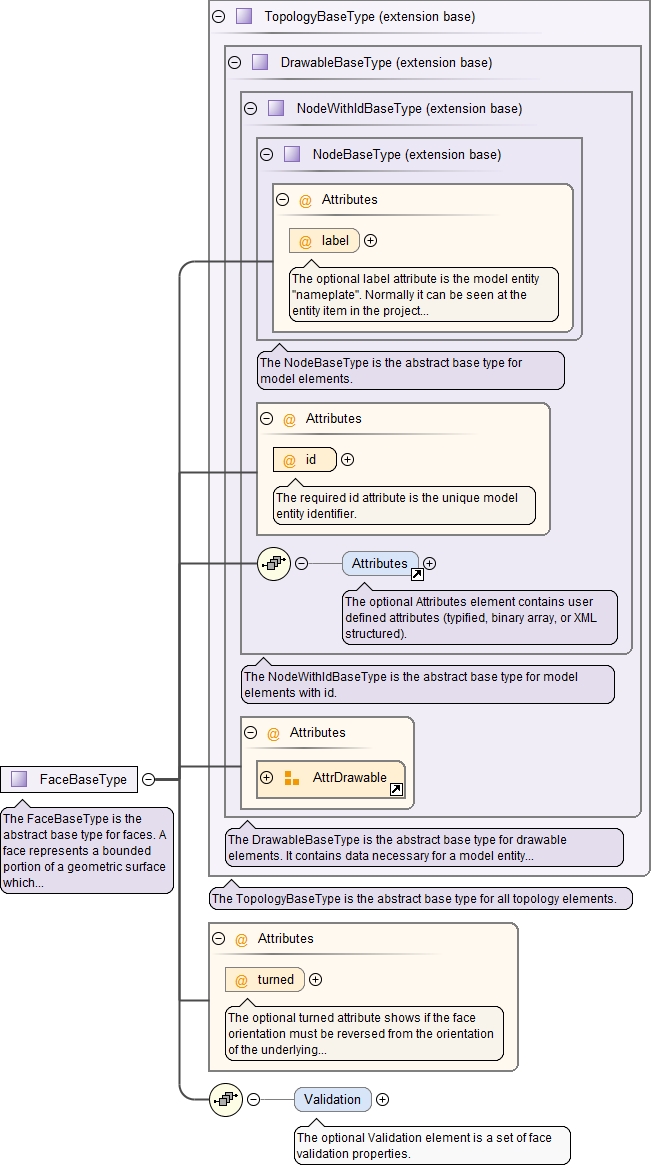 TopologyBaseType (extension base)
DrawableBaseType (extension base)
NodeWithIdBaseType (extension base)
NodeBaseType (extension base)
@ Attributes
@ label
The optional label attribute is the model entity
"nameplate". Normally it can be seen at the
entity item in the project...
The NodeBaseType is the abstract base type for
model elements.
@ Attributes
@ id
The required id attribute is the unique model
entity identifier.
Attributes
The optional Attributes element contains user
defined attributes (typified, binary array, or XML
structured).
The NodeWithIdBaseType is the abstract base type for model
elements with id.
@ Attributes
AttrDrawable
FaceBaseType
The FaceBaseType is the
abstract base type for faces. A
face represents a bounded
portion of a geometric surface
which...
The DrawableBaseType is the abstract base type for drawable
elements. It contains data necessary for a model entity...
The TopologyBaseType is the abstract base type for all topology elements.
@ Attributes
@ turned
The optional turned attribute shows if the face
orientation must be reversed from the orientation
of the underlying...
Validation
The optional Validation element is a set of face
validation properties.